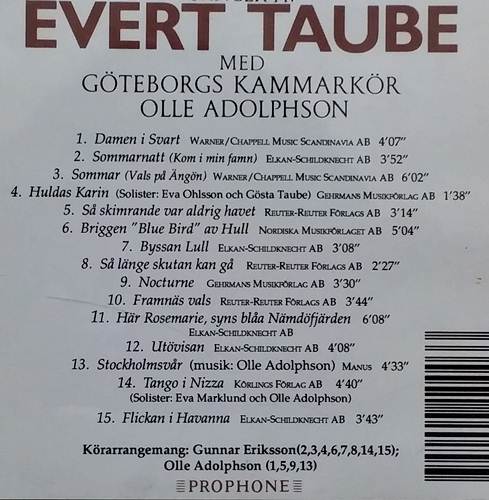 EVERT TAUBE
MED
GÖTEBORGS KAMMARKÖR
OLLE ADOLPHSON
1. Damen i Svart WARNER/CHAPPELL MUSIC SCANDINAVIA AB 4'07"
2. Sommarnatt (Kom i min famn) ELKAN-SCHILDKNECHT AB 3'52"
3. Sommar (Vals på Ängön) WARNER/CHAPPELL MUSIC SCANDINAVIA AB 6'02"
4. Huldas Karin (Solister: Eva Ohlsson och Gösta Taube) GEHRMANS MUSIKFÖRLAG AB 1'38"
5. Så skimrande var aldrig havet REUTER-REUTER FÖRLAGS AB 3'14"
6. Briggen "Blue Bird" av Hull NORDISKA MUSIKFÖRLAGET AB 5'04"
7. Byssan Lull ELKAN-SCHILDKNECHT AB 3'08"
8. Så länge skutan kan gå REUTER-REUTER FÖRLAGS AB 2'27"
9. Nocturne GEHRMANS MUSIKFÖRLAG AB 3'30"
10. Framnäs vals REUTER-REUTER FÖRLAGS AB 3'44"
11. Här Rosemarie, syns blåa Nämdöfjärden 6'08"
ELKAN-SCHILDKNECHT AB
12. Utövisan ELKAN-SCHILDKNECHT AB 4'08"
13. Stockholmsvår (musik: Olle Adolphson) MANUS 4'33"
14. Tango i Nizza KÖRLINGS FÖRLAG AB 4'40"
(Solister: Eva Marklund och Olle Adolphson)
15. Flickan i Havanna ELKAN-SCHILDKNECHT AB 3'43"
Körarrangemang: Gunnar Eriksson(2,3,4,6,7,8,14,15);
Olle Adolphson (1,5,9,13)
PROPHONE